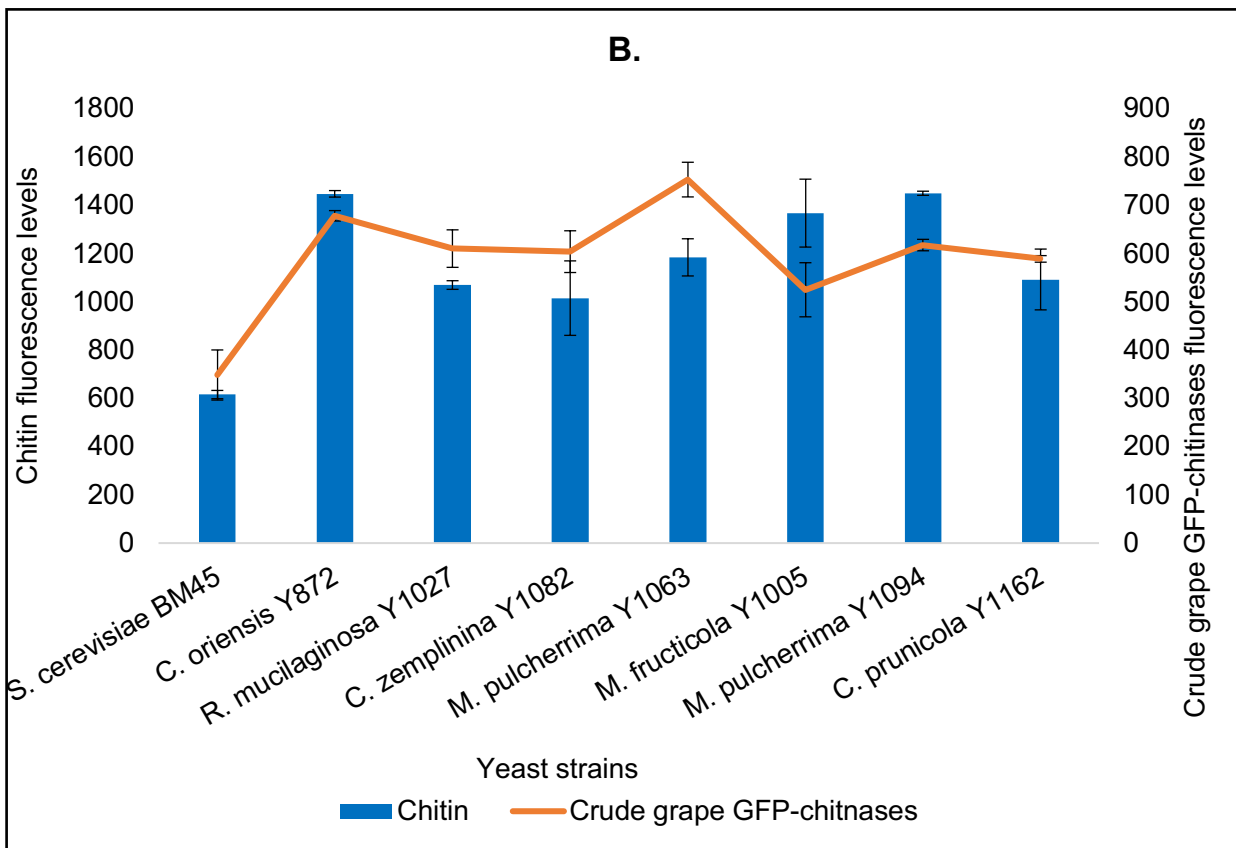 B.
Chitin fluorescence levels
1800
1600
1400
1200
1000
800
600
400
200
0
900
800
700
600
500
400
300
200
100
0
Crude grape GFP-chitinases fluorescence levels
S. cerevisiae BM45
C. oriensis Y872
R. mucilaginosa Y1027
C. zemplinina Y1082
M. pulcherrima Y1063
M. fructicola Y1005
M. pulcherrima Y1094
C. prunicola Y1162
Yeast strains
Chitin
Crude grape GFP-chitnases